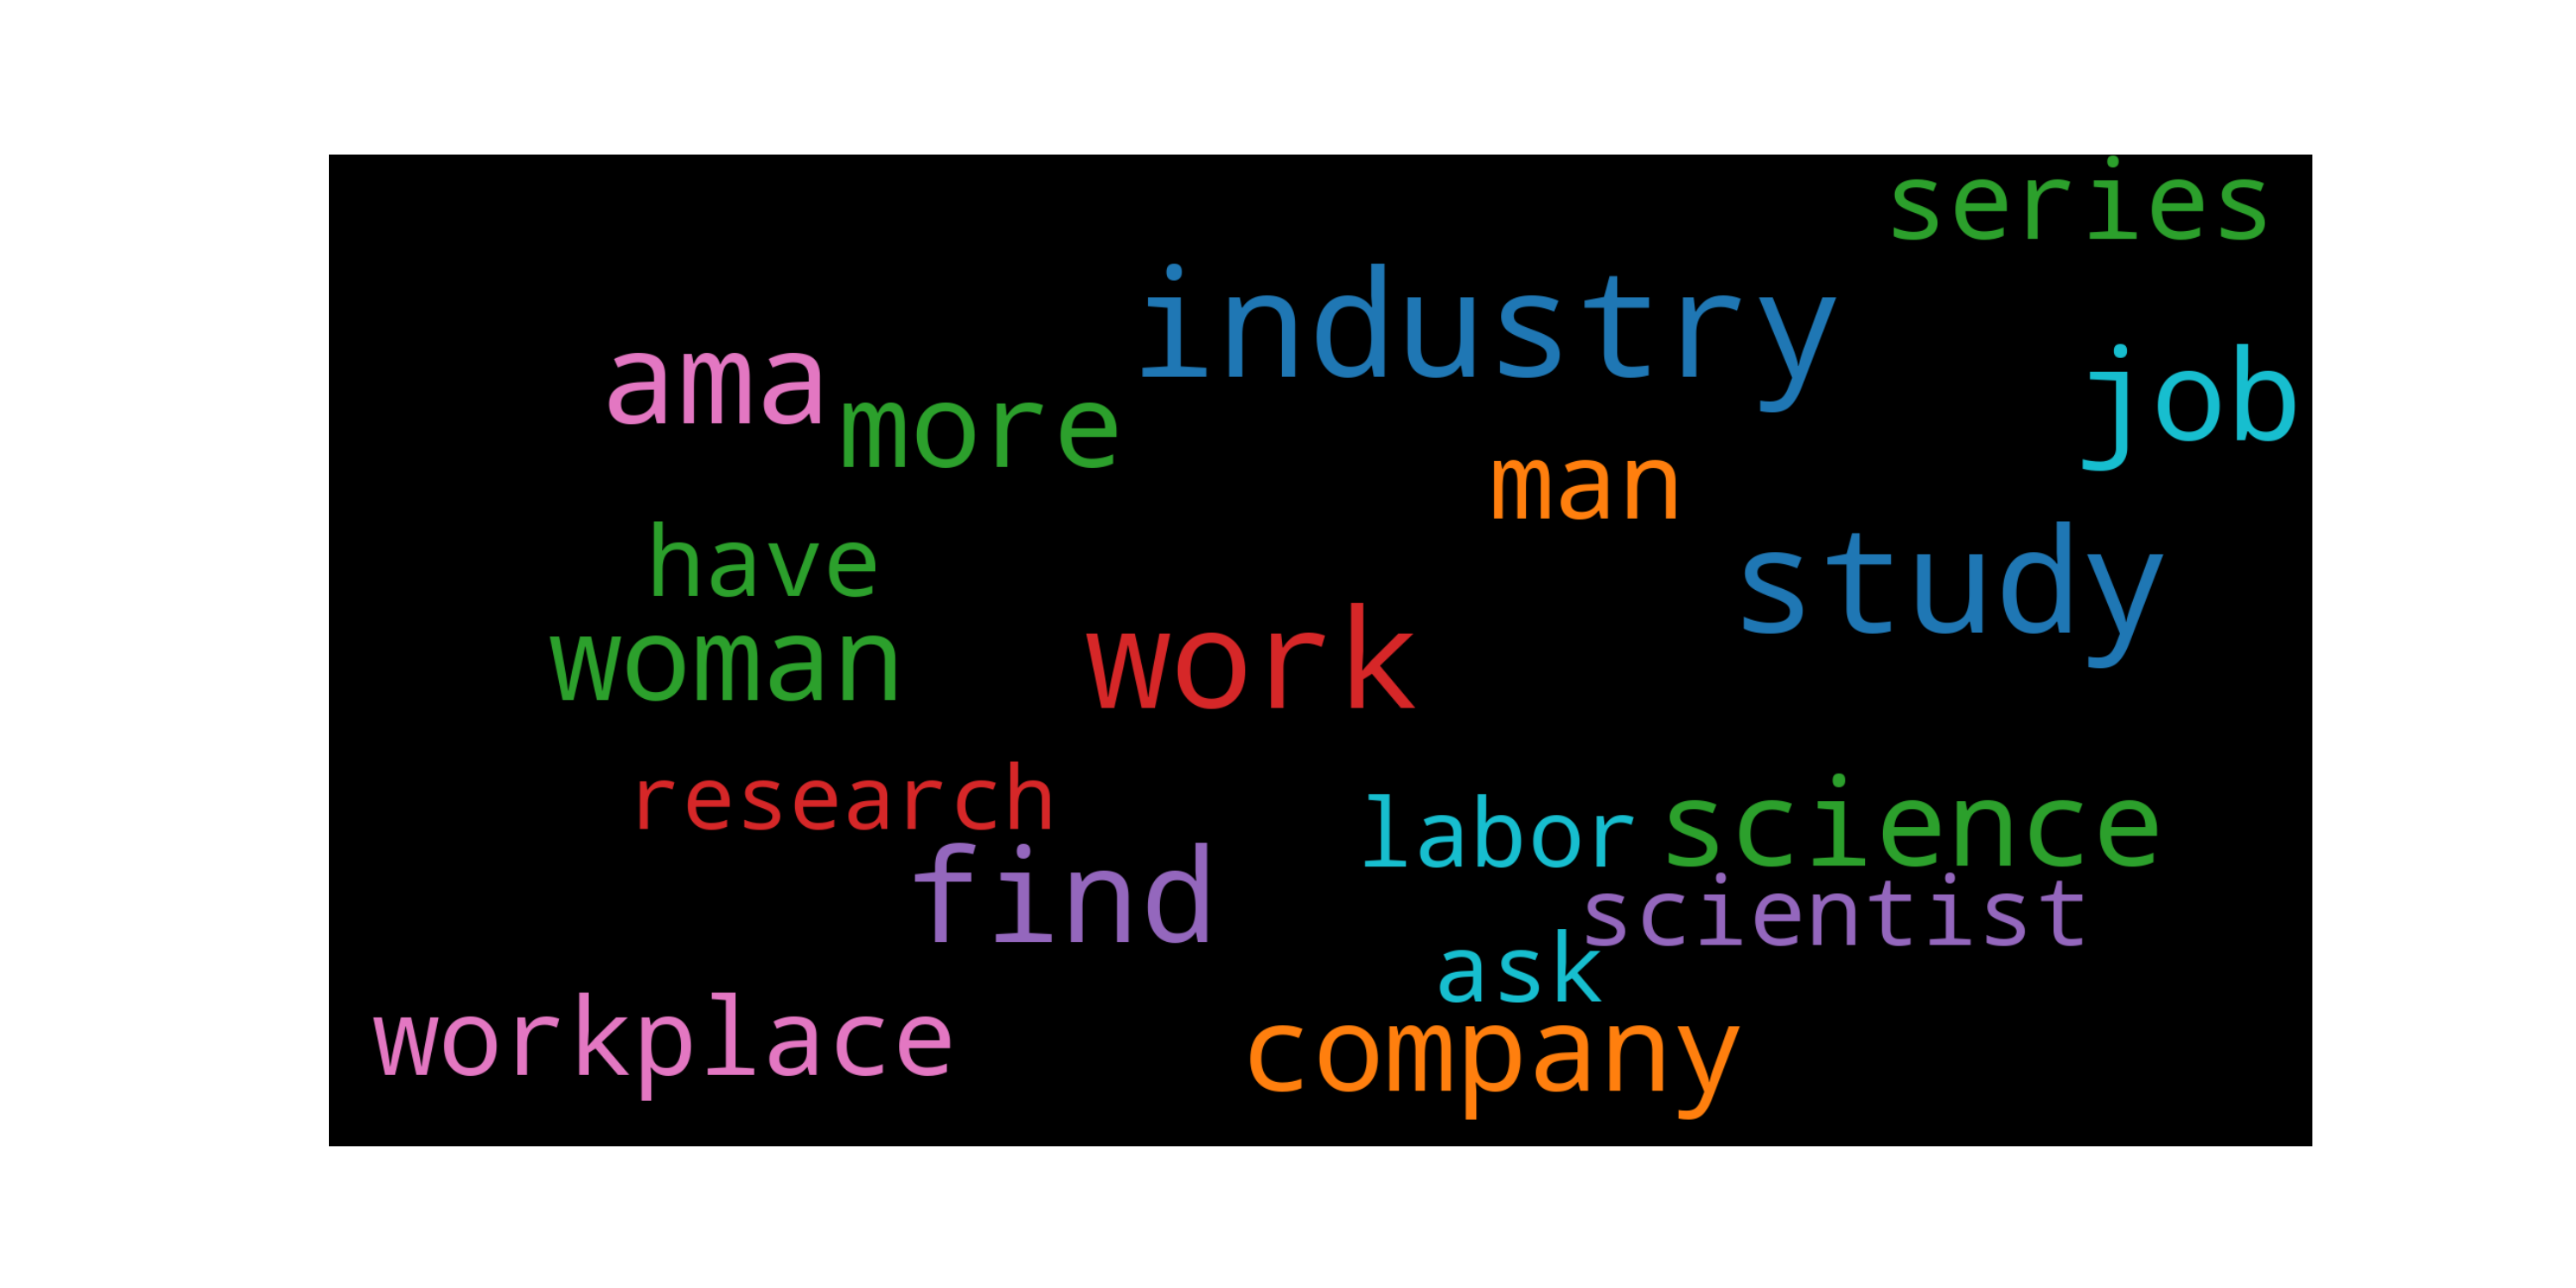 series
industry
ama
job
more
man
have
study
woman
work
research
labor
science
find
scientist
ask
workplace
company